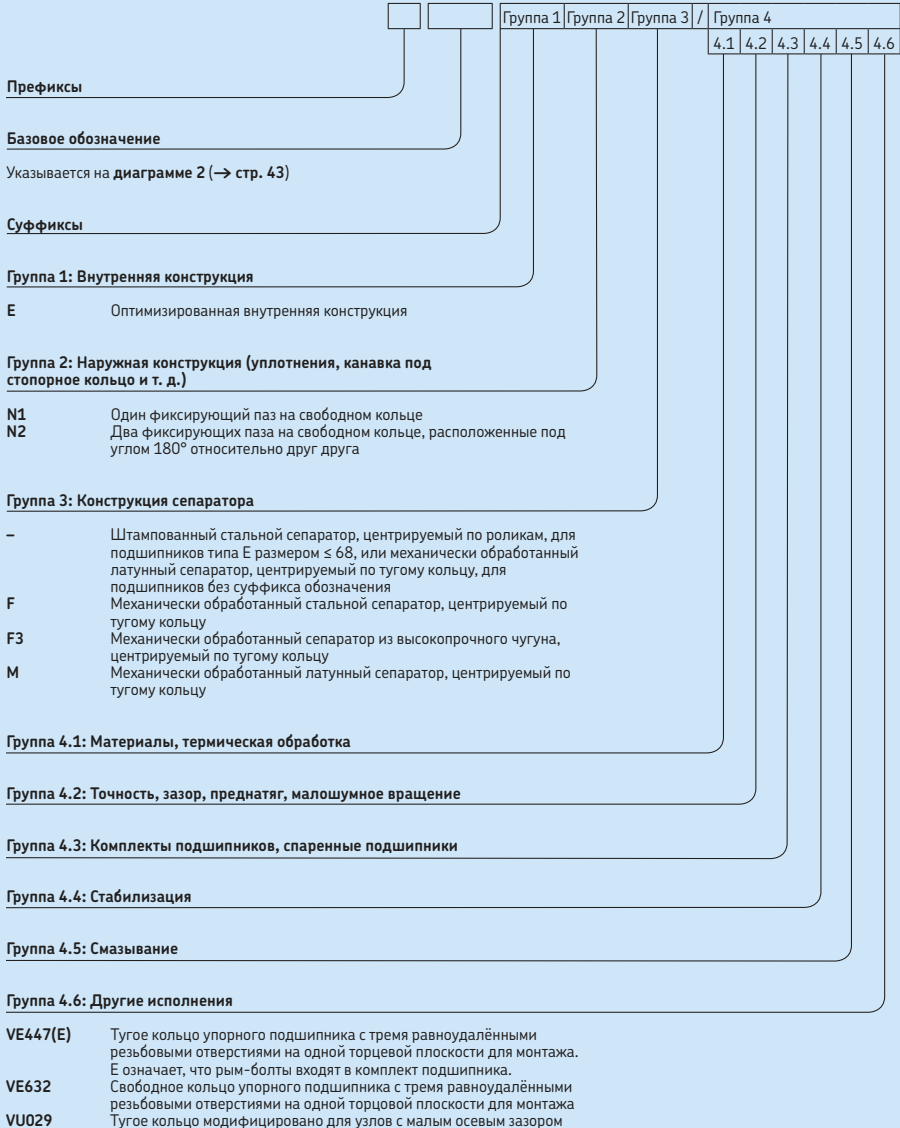 Группа 1 Группа 2 Группа 3 / Группа 4
4.1 4.2 4.3 4.4 4.5 4.6
Префиксы
Базовое обозначение
Указывается на диаграмме 2 (→ стр. 43)
Суффиксы
Группа 1: Внутренняя конструкция
E Оптимизированная внутренняя конструкция
Группа 2: Наружная конструкция (уплотнения, канавка под
стопорное кольцо и т. д.)
N1 Один фиксирующий паз на свободном кольце
N2 Два фиксирующих паза на свободном кольце, расположенные под
углом 180° относительно друг друга
Группа 3: Конструкция сепаратора
– Штампованный стальной сепаратор, центрируемый по роликам, для
подшипников типа E размером ≤ 68, или механически обработанный
латунный сепаратор, центрируемый по тугому кольцу, для
подшипников без суффикса обозначения
F Механически обработанный стальной сепаратор, центрируемый по
тугому кольцу
F3 Механически обработанный сепаратор из высокопрочного чугуна,
центрируемый по тугому кольцу
M Механически обработанный латунный сепаратор, центрируемый по
тугому кольцу
Группа 4.1: Материалы, термическая обработка
Группа 4.2: Точность, зазор, преднатяг, малошумное вращение
Группа 4.3: Комплекты подшипников, спаренные подшипники
Группа 4.4: Стабилизация
Группа 4.5: Смазывание
Группа 4.6: Другие исполнения
VE447(E) Тугое кольцо упорного подшипника с тремя равноудалёнными
резьбовыми отверстиями на одной торцевой плоскости для монтажа.
E означает, что рым-болты входят в комплект подшипника.
VE632 Свободное кольцо упорного подшипника с тремя равноудалёнными
резьбовыми отверстиями на одной торцовой плоскости для монтажа
VU029 Тугое кольцо модифицировано для узлов с малым осевым зазором